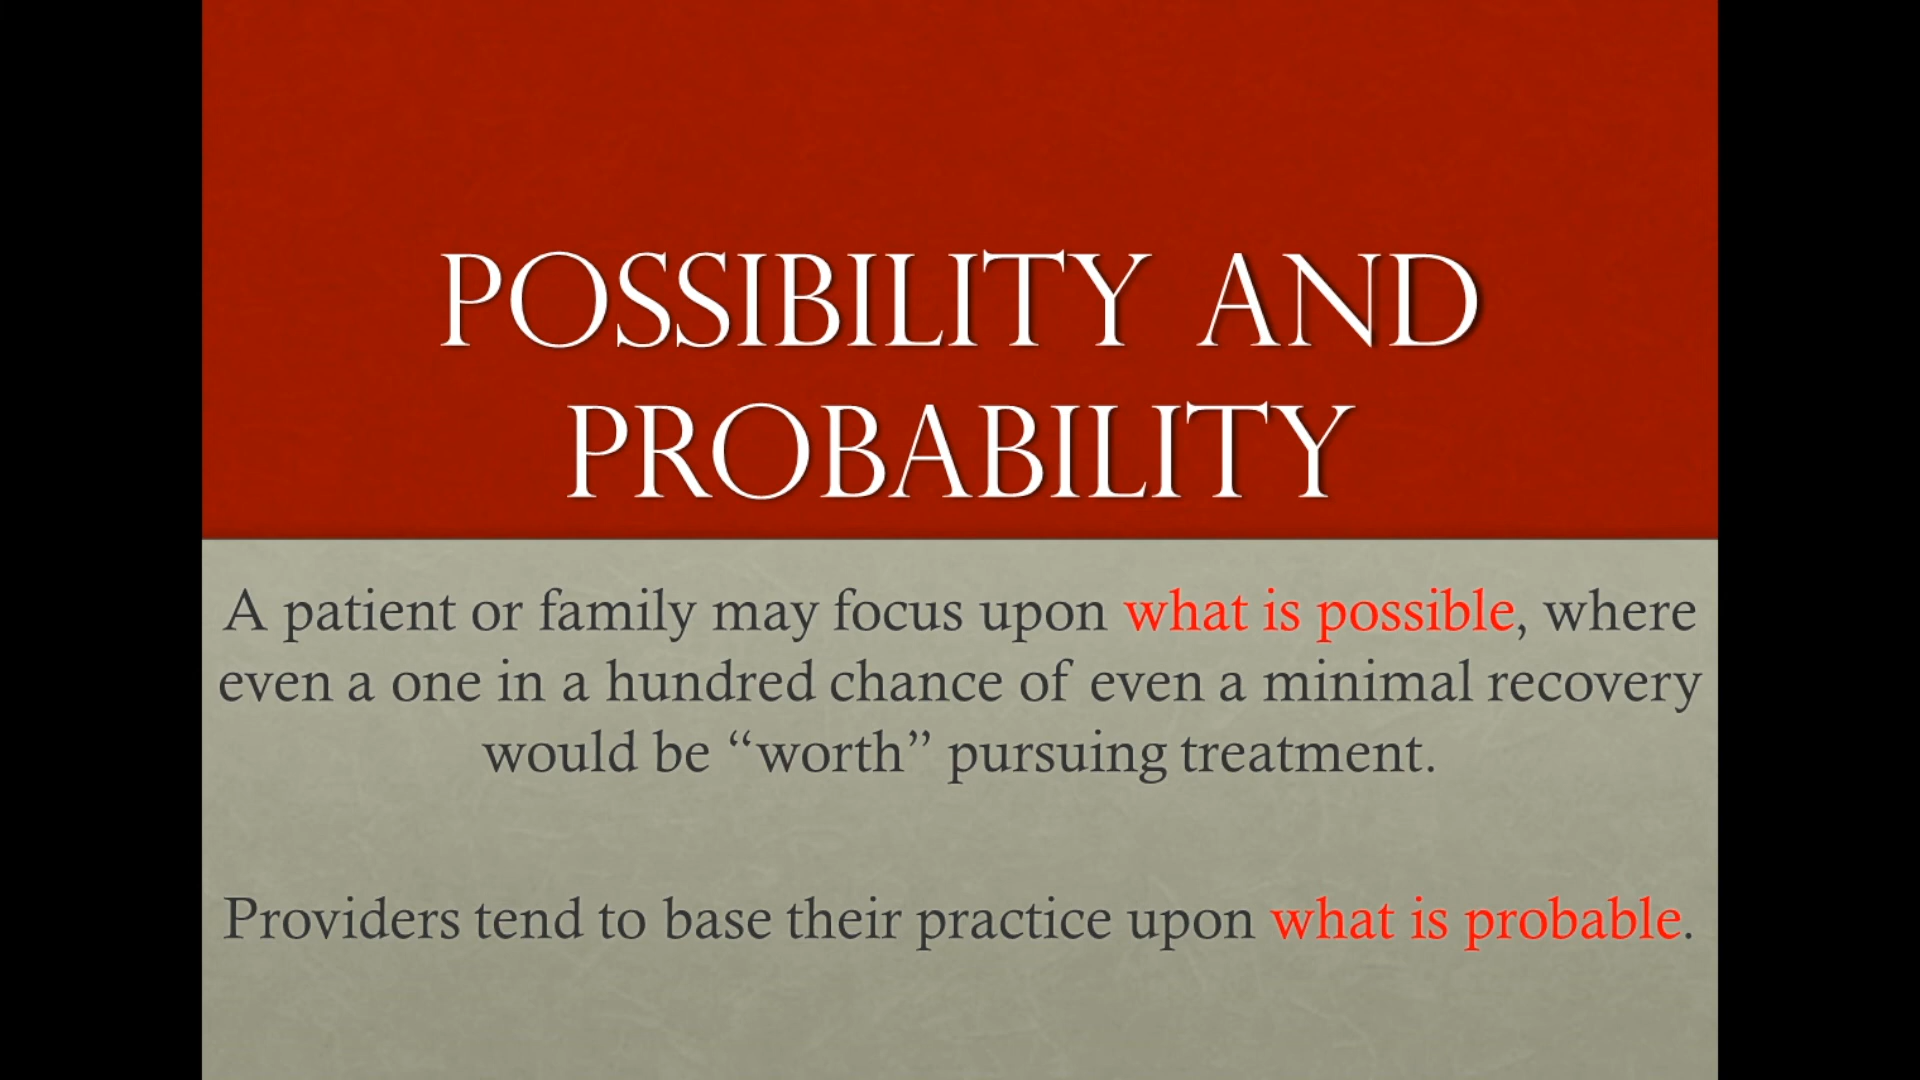 POSSIBILITY AND
PROBABILITY
A patient or family may focus upon what is possible, where
even a one in a hundred chance of even a minimal recovery
would be “worth” pursuing treatment.
Providers tend to base their practice upon what is probable.